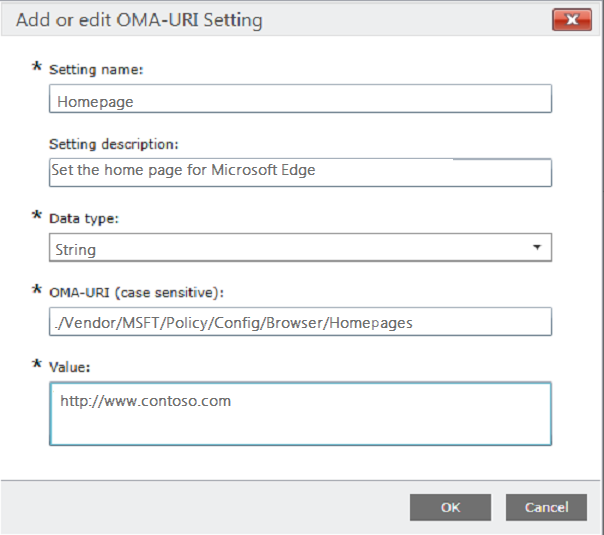 Add or edit OMA-URI Setting
* Setting name:
Homepage
Setting description:
Set the home page for Microsoft Edge
* Data type:
String
* OMA-URI (case sensitive):
./Vendor/MSFT/Policy/Config/Browser/Homepages
* Value:
http://www.contoso.com
OK Cancel